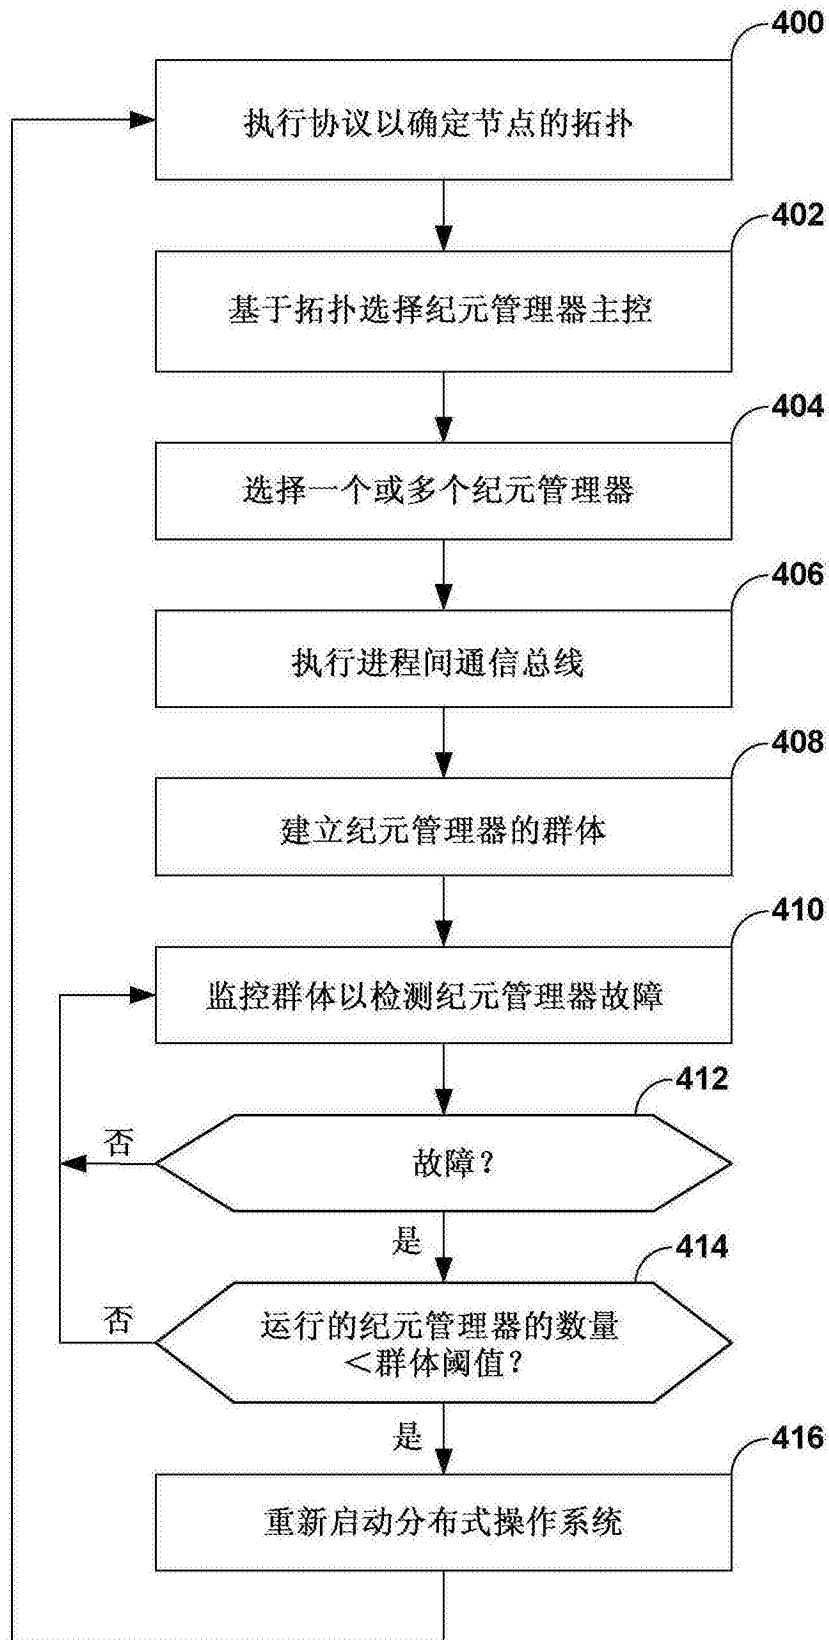 400
执行协议以确定节点的拓扑
402
基于拓扑选择纪元管理器主控
404
选择一个或多个纪元管理器
406
执行进程间通信总线
408
建立纪元管理器的群体
410
监控群体以检测纪元管理器故障
412
否
故障？
是
414
否
运行的纪元管理器的数量
＜群体阈值？
是
416
重新启动分布式操作系统